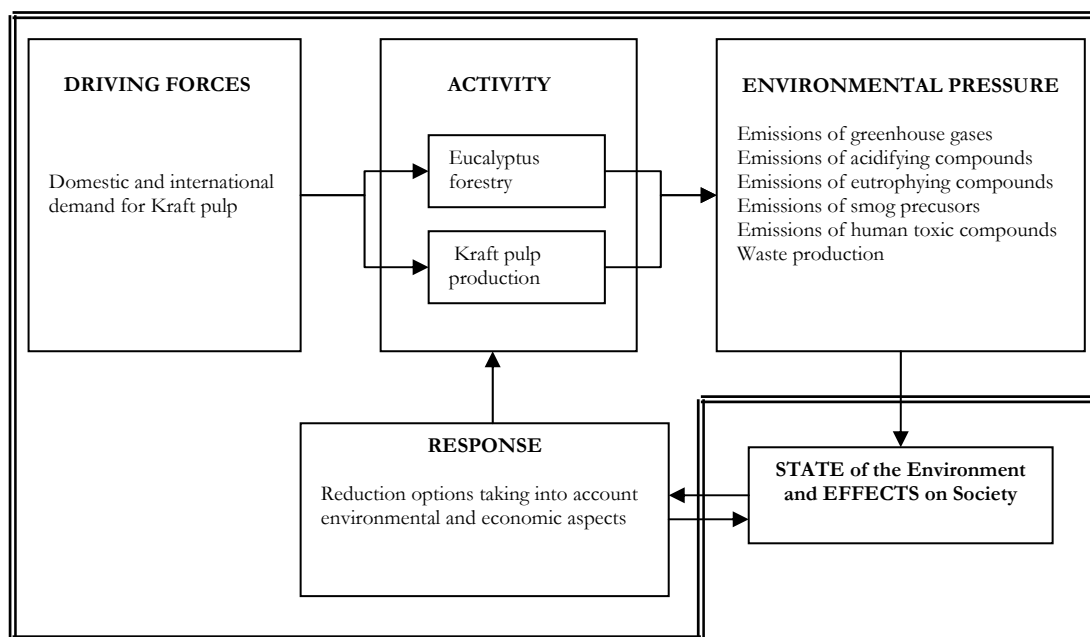 DRIVING FORCES
Domestic and international
demand for Kraft pulp
ACTIVITY
Eucalyptus
forestry
Kraft pulp
production
ENVIRONMENTAL PRESSURE
Emissions of greenhouse gases
Emissions of acidifying compounds
Emissions of eutrophying compounds
Emissions of smog precusors
Emissions of human toxic compounds
Waste production
RESPONSE
Reduction options taking into account
environmental and economic aspects
STATE of the Environment
and EFFECTS on Society